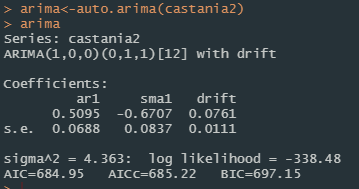 > arima<-auto.arima(castania2)
> arima
Series: castania2
ARIMA(1,0,0)(0,1,1)[12] with drift
Coefficients:
ar1 sma1 drift
0.5095 -0.6707 0.0761
s.e. 0.0688 0.0837 0.0111
sigma^2 = 4.363: log likelihood = -338.48
AIC=684.95 AICc=685.22 BIC=697.15